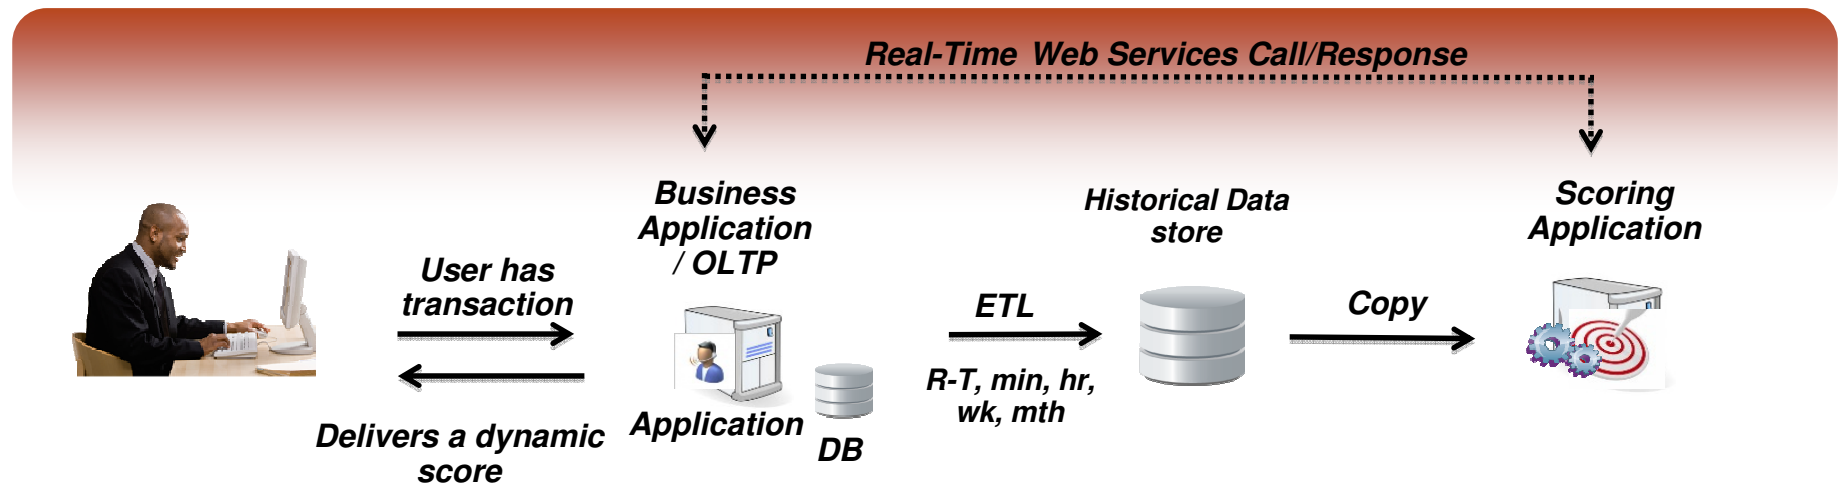 Real-Time Web Services Call/Response
Business
Application
/ OLTP
Historical Data
store
Scoring
Application
User has
transaction
ETL
Copy
R-T, min, hr,
wk, mth
Application
DB
Delivers a dynamic
score